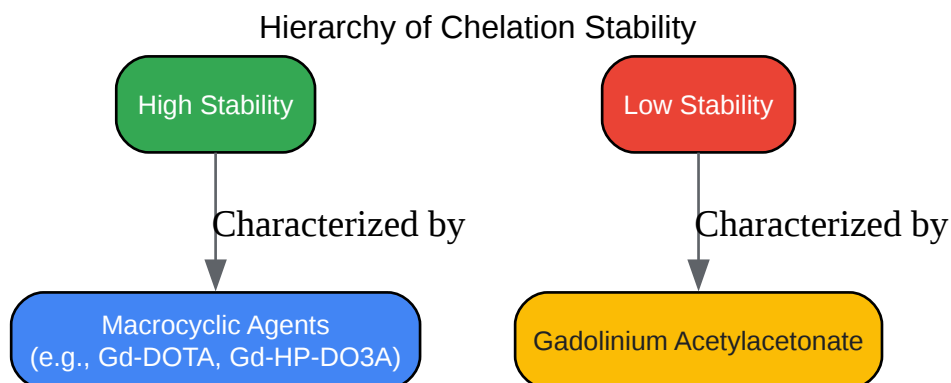 Hierarchy of Chelation Stability
High Stability
Low Stability
Characterized by
Characterized by
Macrocyclic Agents
(e.g., Gd-DOTA, Gd-HP-DO3A)
Gadolinium Acetylacetonate